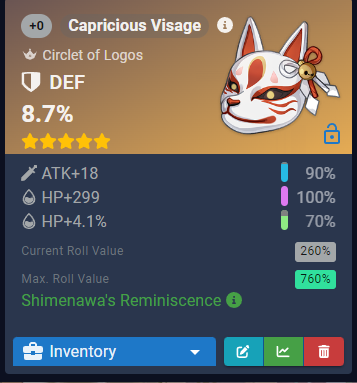 +0 Capricious Visage
Circlet of Logos
DEF
8.7%
ATK+18 90%
HP+299 100%
HP+4.1% 70%
Current Roll Value 260%
Max. Roll Value 760%
Shimenawa's Reminiscence
Inventory